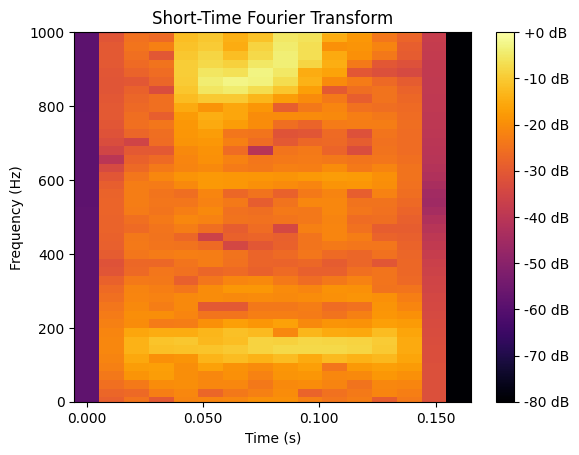 Short-Time Fourier Transform
1000
800
600
400
200
0
Frequency (Hz)
0.000
0.050
0.100
0.150
Time (s)
+0 dB
-10 dB
-20 dB
-30 dB
-40 dB
-50 dB
-60 dB
-70 dB
-80 dB